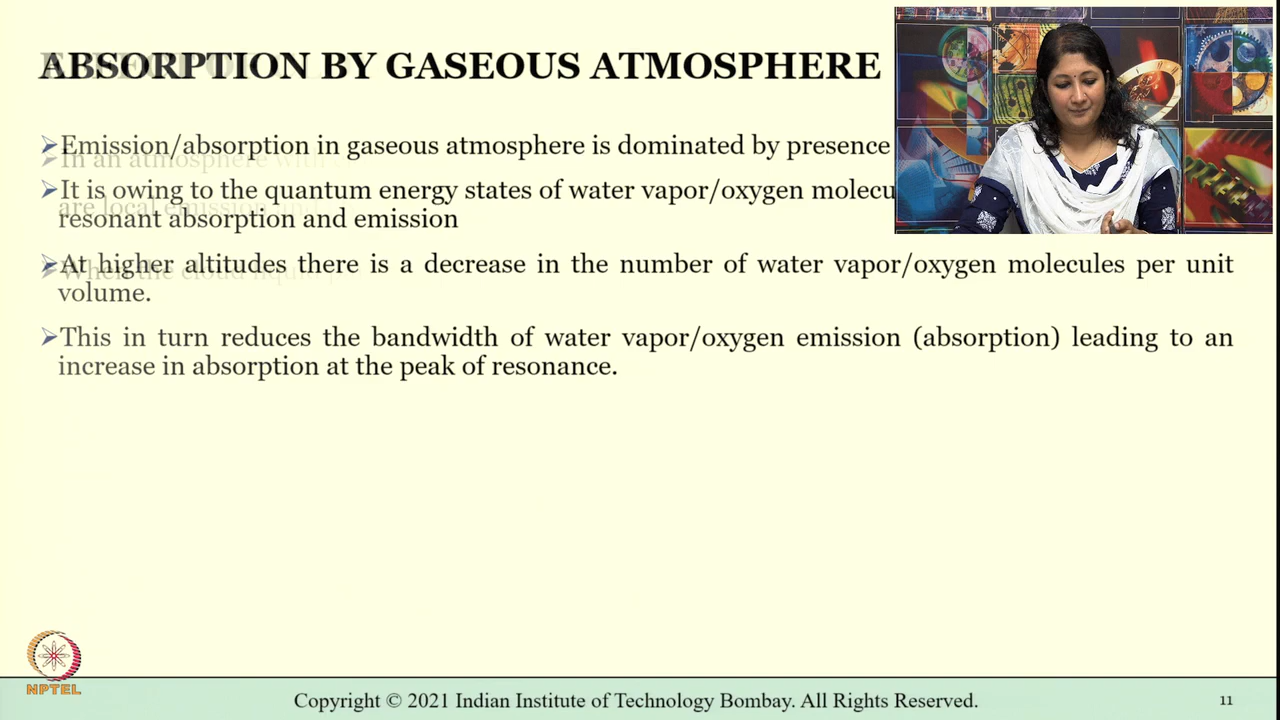 ABSORPTION BY GASEOUS ATMOSPHERE
➢Emission/absorption in gaseous atmosphere is dominated by presence
➢It is owing to the quantum energy states of water vapor/oxygen
resonant absorption and emission
➢At higher altitudes there is a decrease in the number of water vapor/oxygen molecules per unit
volume.
➢This in turn reduces the bandwidth of water vapor/oxygen emission (absorption) leading to an
increase in absorption at the peak of resonance.
NPTEL
Copyright © 2021 Indian Institute of Technology Bombay. All Rights Reserved.
11